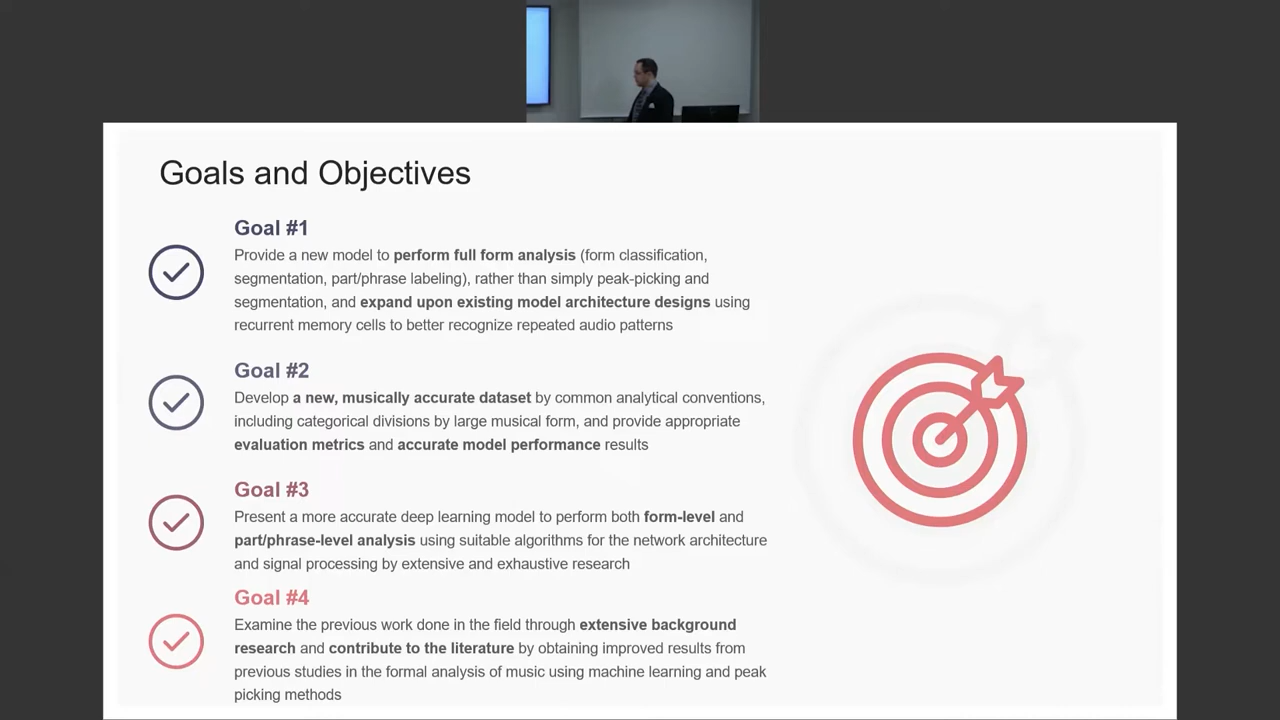 Goals and Objectives
Goal #1
Provide a new model to perform full form analysis (form classification,
segmentation, part/phrase labeling), rather than simply peak-picking and
segmentation, and expand upon existing model architecture designs using
recurrent memory cells to better recognize repeated audio patterns
Goal #2
Develop a new, musically accurate dataset by common analytical conventions,
including categorical divisions by large musical form, and provide appropriate
evaluation metrics and accurate model performance results
Goal #3
Present a more accurate deep learning model to perform both form-level and
part/phrase-level analysis using suitable algorithms for the network architecture
and signal processing by extensive and exhaustive research
Goal #4
Examine the previous work done in the field through extensive background
research and contribute to the literature by obtaining improved results from
previous studies in the formal analysis of music using machine learning and peak
picking methods